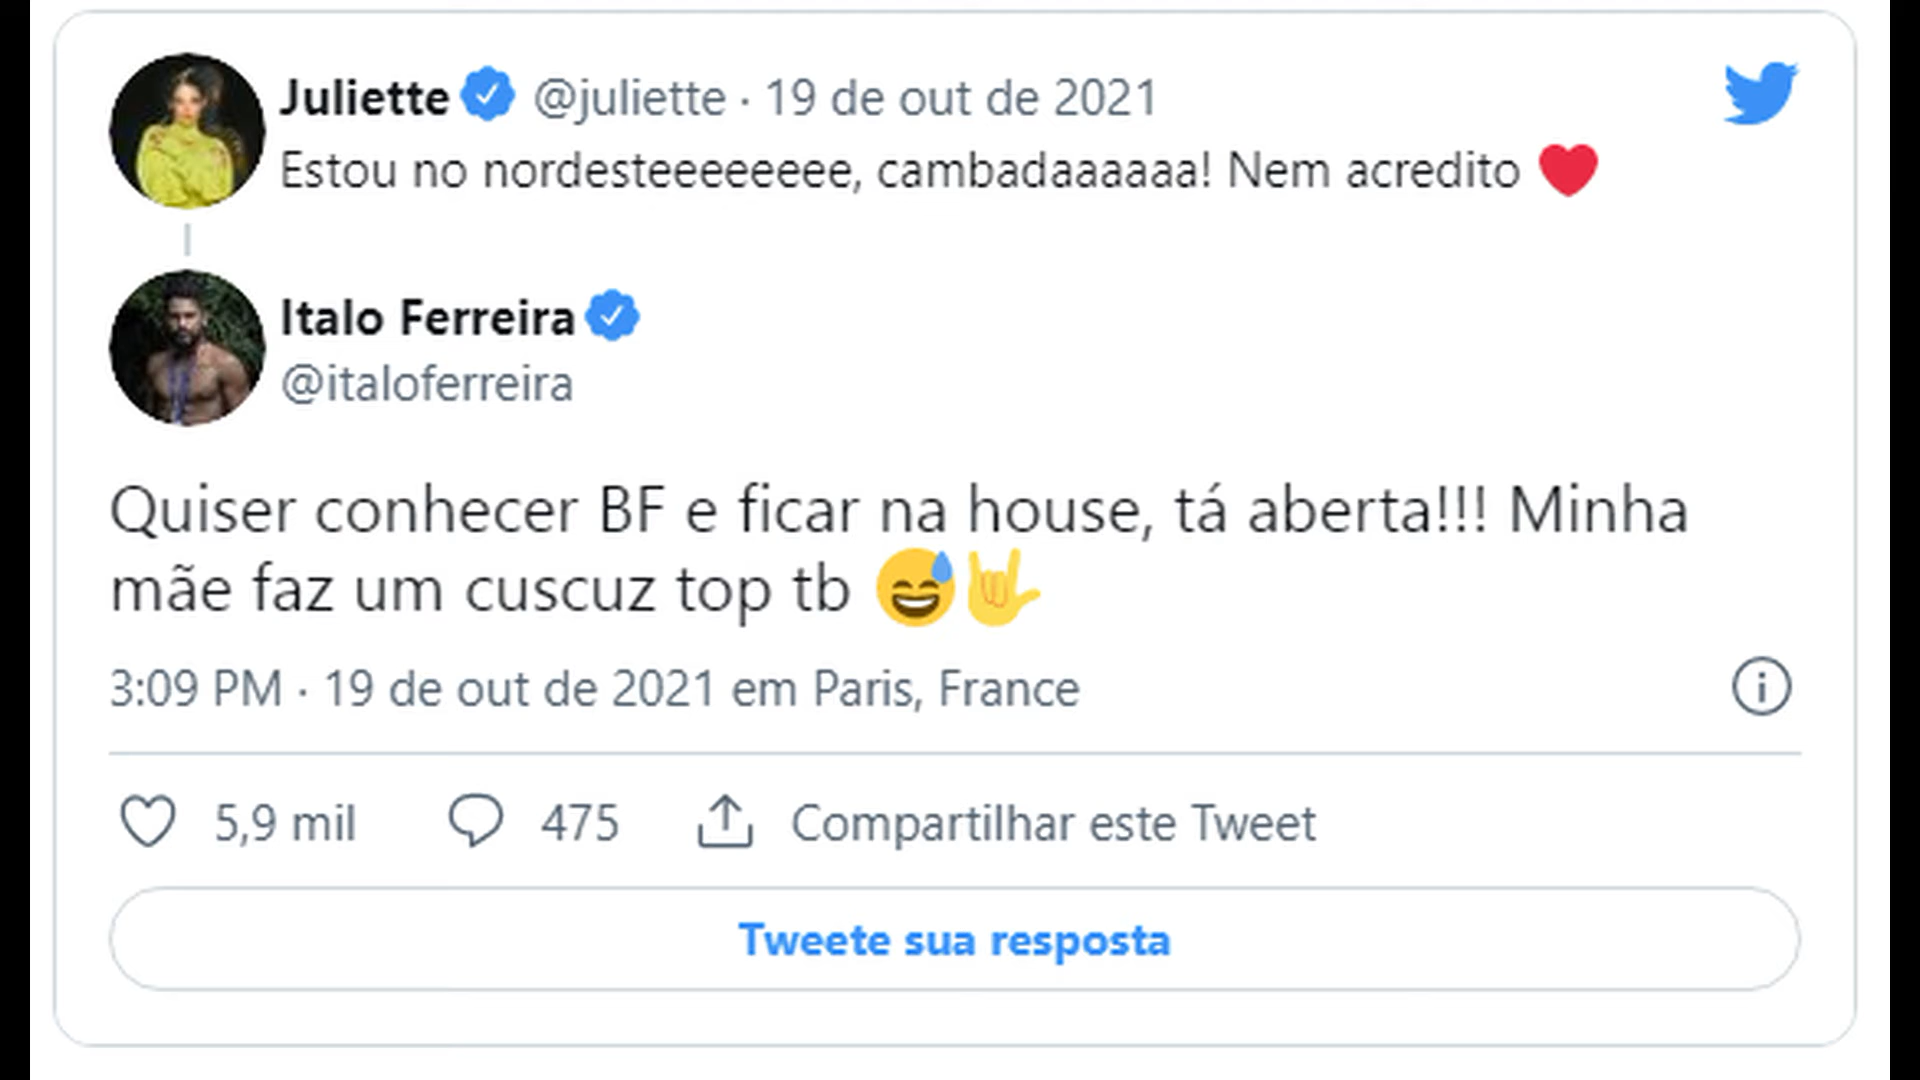 Juliette @juliette · 19 de out de 2021
Estou no nordesteeeeeeee, cambadaaaaaa! Nem acredito ❤️
Italo Ferreira
@italoferreira
Quiser conhecer BF e ficar na house, tá aberta!!! Minha
mãe faz um cuscuz top tb 😅🤟
3:09 PM · 19 de out de 2021 em Paris, France
5,9 mil 475 Compartilhar este Tweet
Tweete sua resposta